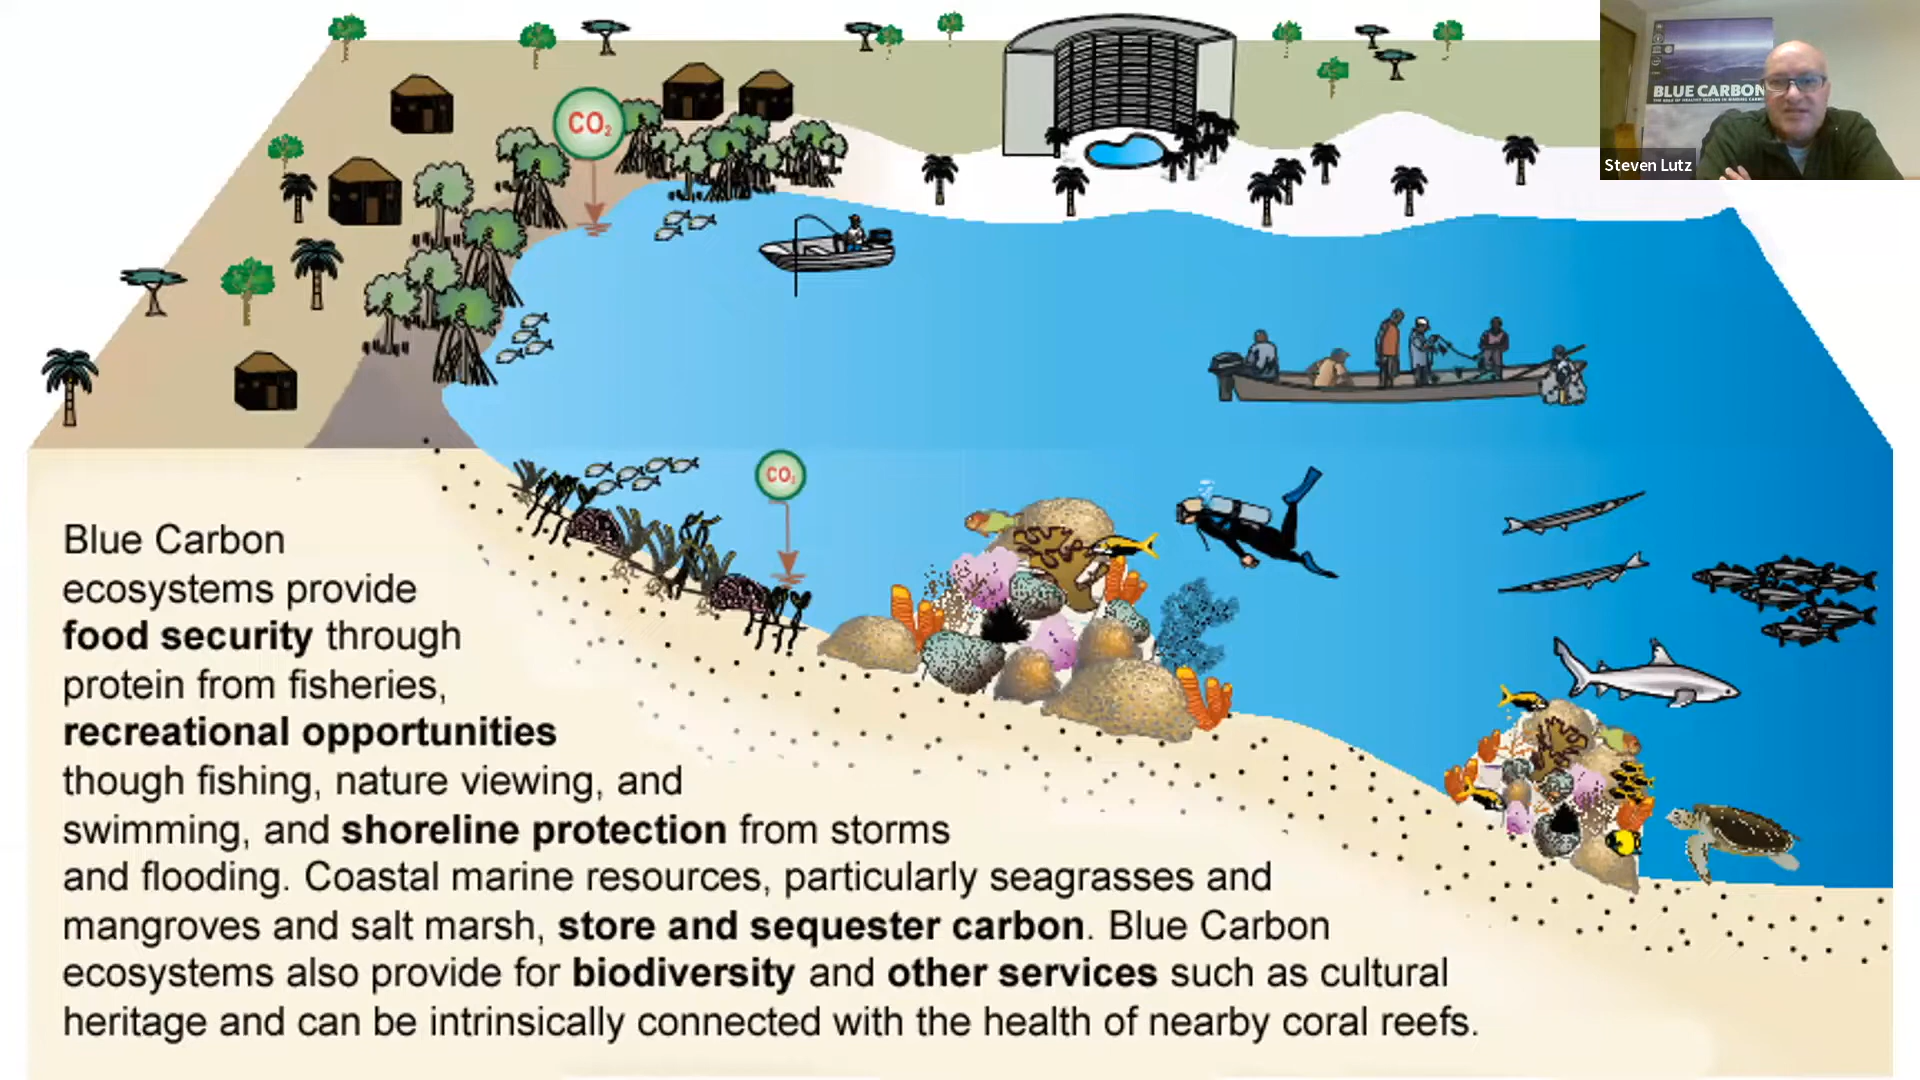 CO₂
BLUE CARBON
Steven Lutz
CO₂
Blue Carbon
ecosystems provide
food security through
protein from fisheries,
recreational opportunities
though fishing, nature viewing, and
swimming, and shoreline protection from storms
and flooding. Coastal marine resources, particularly seagrasses and
mangroves and salt marsh, store and sequester carbon. Blue Carbon
ecosystems also provide for biodiversity and other services such as cultural
heritage and can be intrinsically connected with the health of nearby coral reefs.